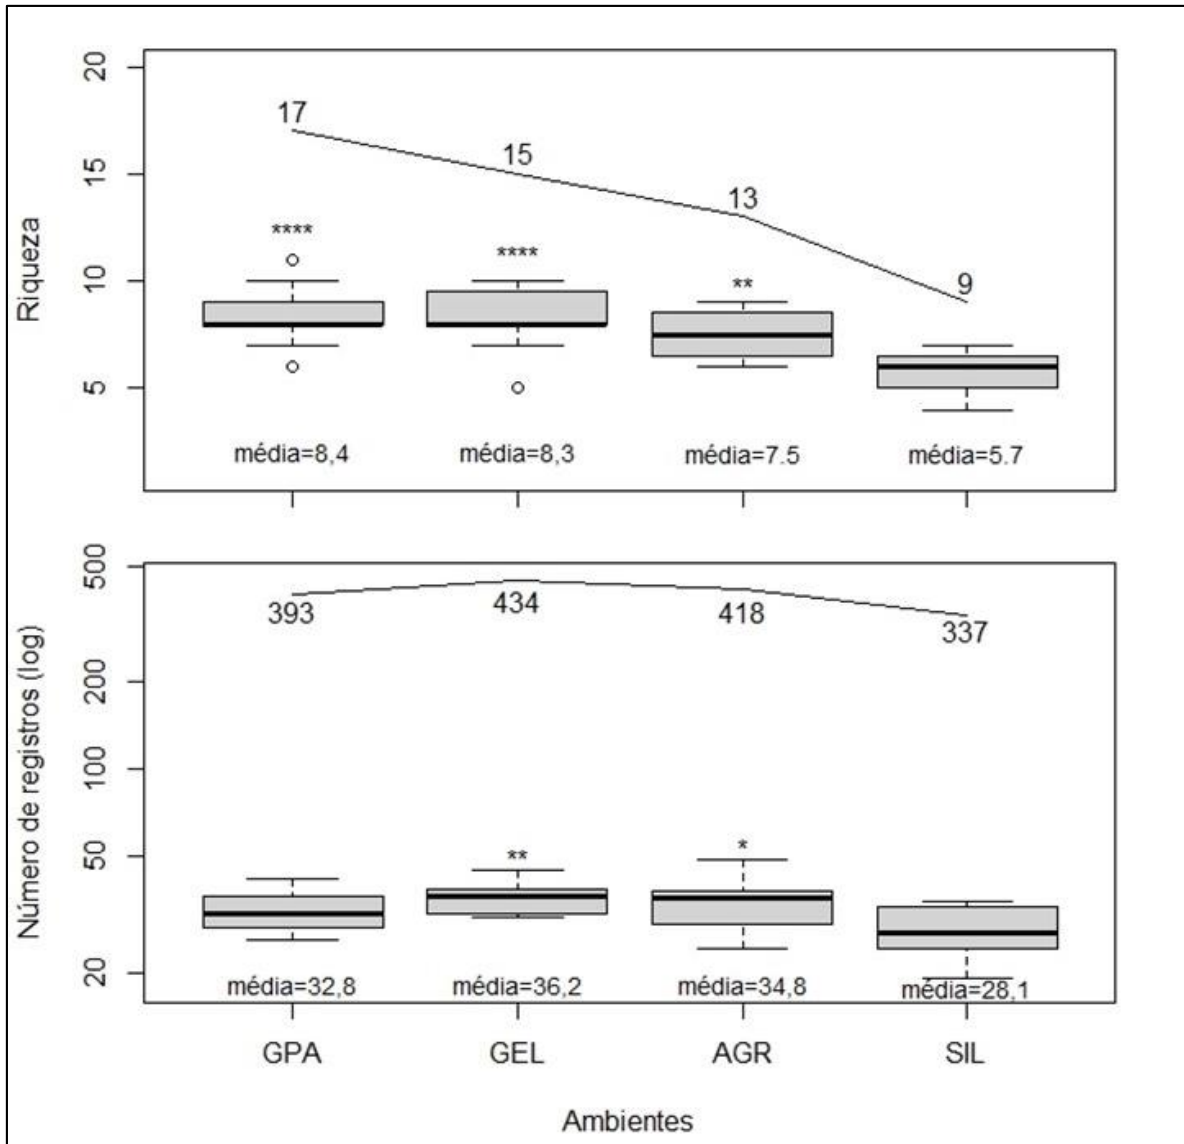 20
15
10
5
Riqueza
17
15
13
9
****
****
**
média=8,4
média=8,3
média=7.5
média=5.7
500
200
100
50
20
Número de registros (log)
393
434
418
337
**
*
média=32,8
média=36,2
média=34,8
média=28,1
GPA
GEL
AGR
SIL
Ambientes